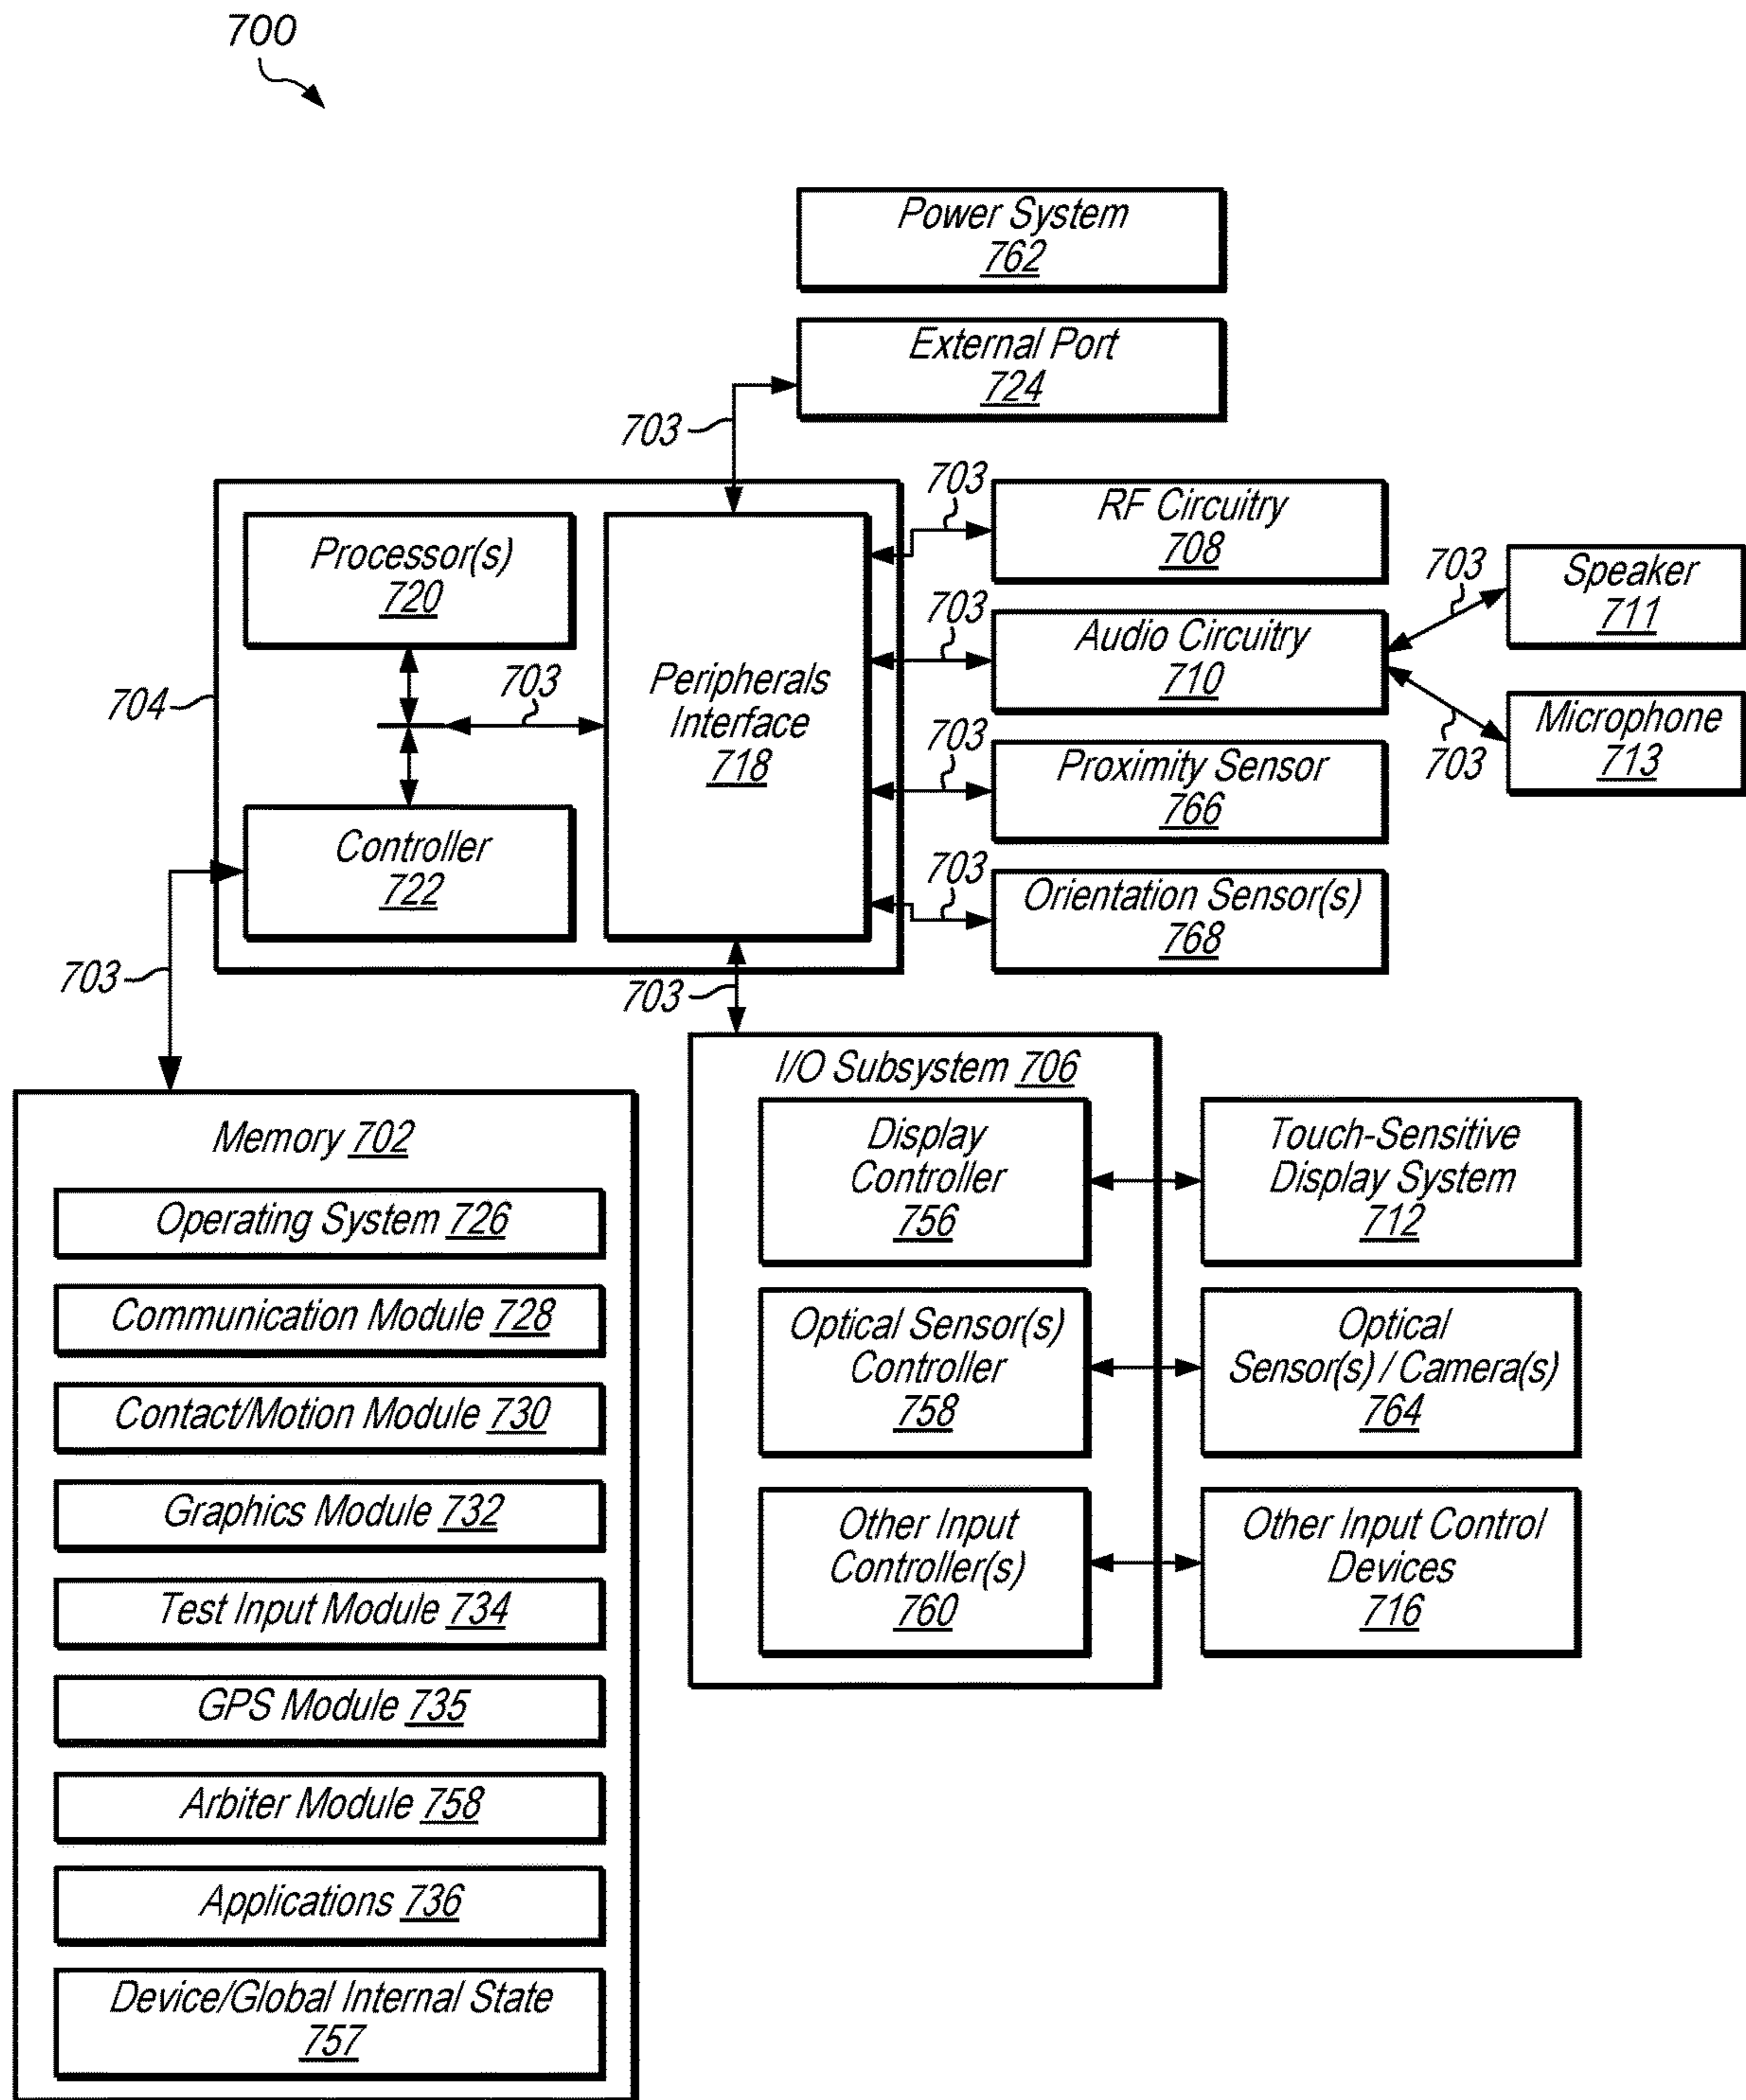 700
Power System
762
External Port
724
703
703
RF Circuitry
708
Processor(s)
720
703
Audio Circuitry
710
703
Speaker
711
704
703
Peripherals
Interface
718
703
Proximity Sensor
766
703
Microphone
713
Controller
722
703
Orientation Sensor(s)
768
703
703
I/O Subsystem 706
Display
Controller
756
Touch-Sensitive
Display System
712
Optical Sensor(s)
Controller
758
Optical
Sensor(s) / Camera(s)
764
Other Input
Controller(s)
760
Other Input Control
Devices
716
Memory 702
Operating System 726
Communication Module 728
Contact/Motion Module 730
Graphics Module 732
Test Input Module 734
GPS Module 735
Arbiter Module 758
Applications 736
Device/Global Internal State
757